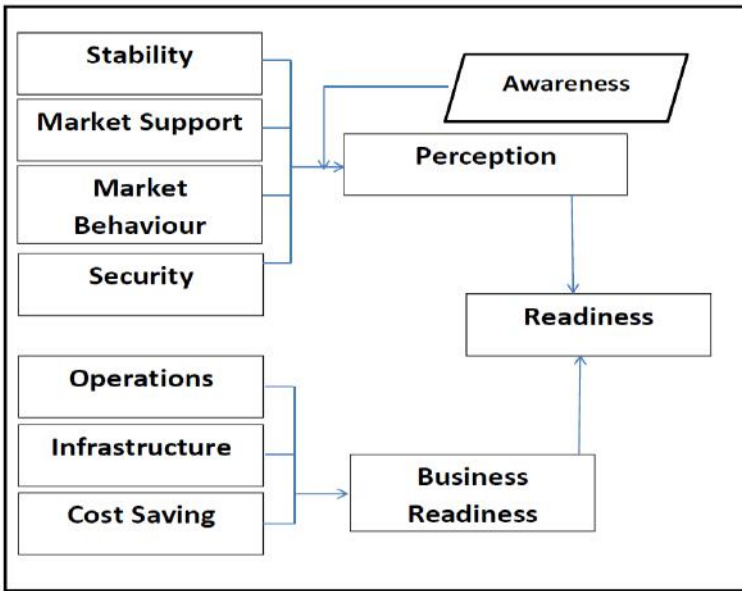 Stability
Market Support
Market
Behaviour
Security
Awareness
Perception
Readiness
Operations
Infrastructure
Cost Saving
Business
Readiness